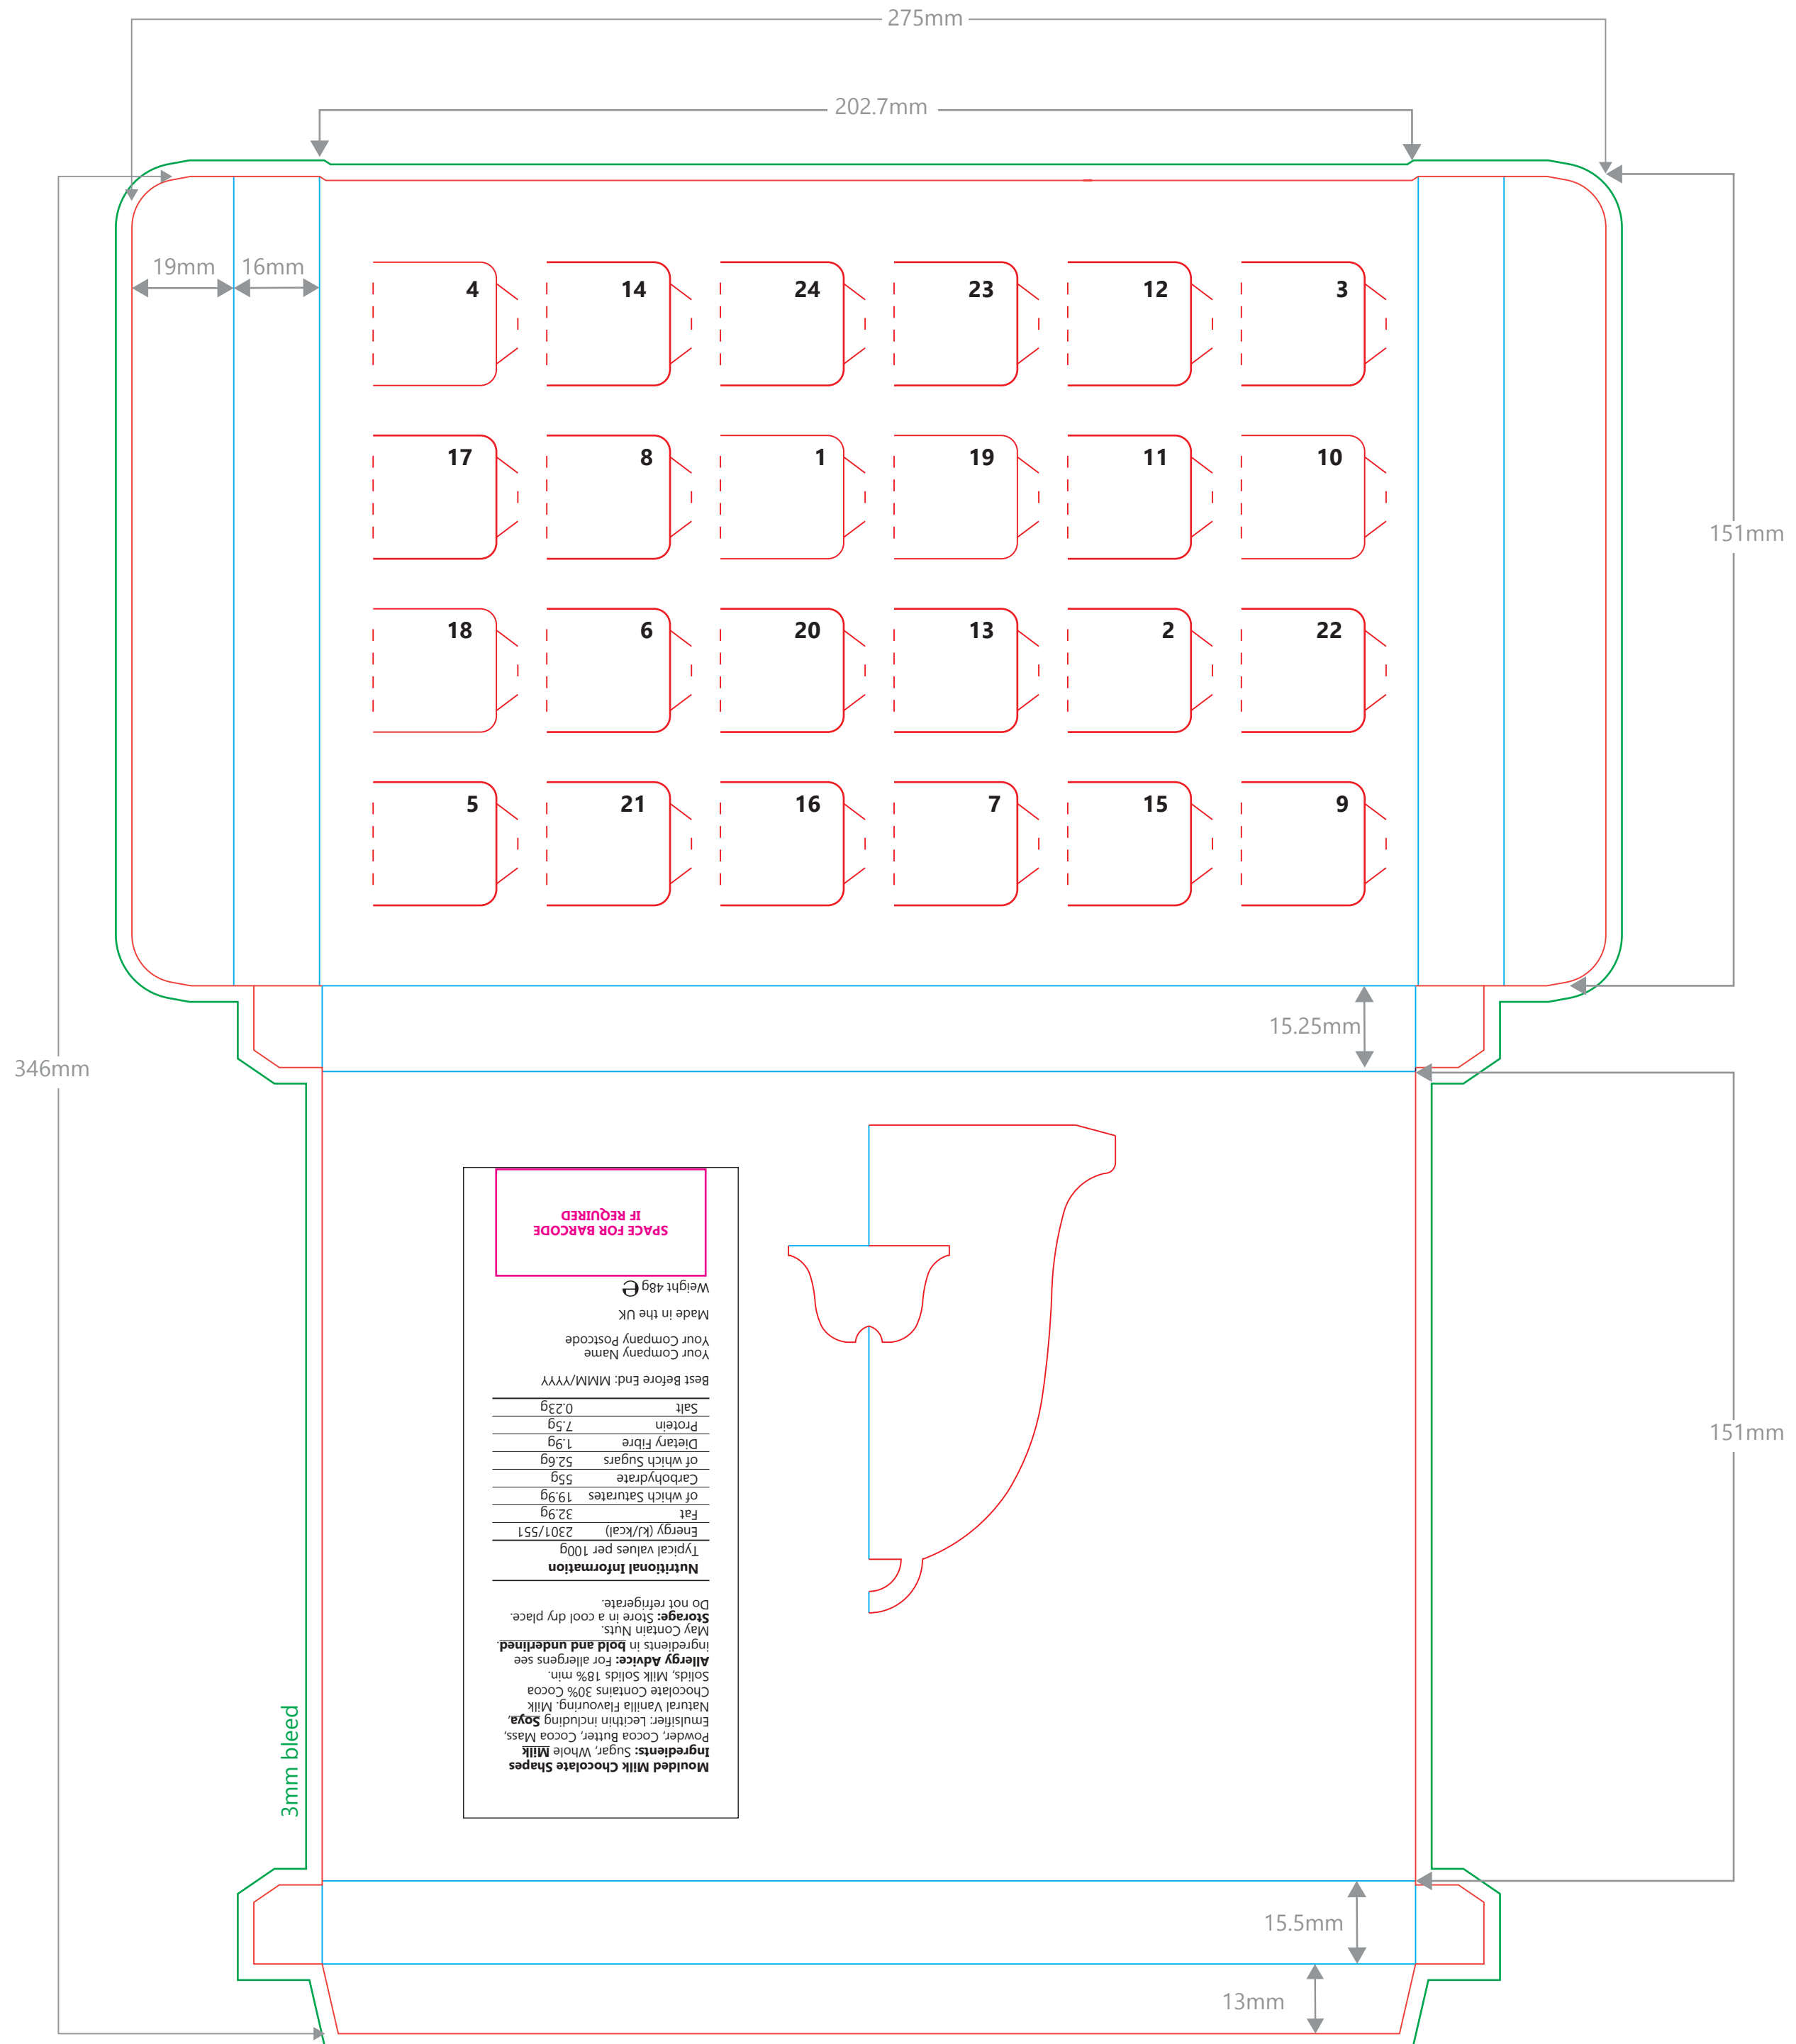 275mm
202.7mm
19mm 16mm
4 14 24 23 12 3
17 8 1 19 11 10
151mm
18 6 20 13 2 22
5 21 16 7 15 9
15.25mm
346mm
151mm
3mm bleed
15.5mm
13mm
Moulded Milk Chocolate Shapes
Ingredients: Sugar, Whole Milk
Powder, Cocoa Butter, Cocoa Mass,
Emulsifier: Lecithin including Soya,
Natural Vanilla Flavouring. Milk
Chocolate Contains 30% Cocoa
Solids, Milk Solids 18% min.
Allergy Advice: For allergens see
ingredients in bold and underlined.
May Contain Nuts.
Storage: Store in a cool dry place.
Do not refrigerate.
Nutritional Information
Typical values per 100g
Energy (kJ/kcal) 2301/551
Fat 32.9g
of which Saturates 19.9g
Carbohydrate 55g
of which Sugars 52.6g
Dietary Fibre 1.9g
Protein 7.5g
Salt 0.23g
Best Before End: MMM/YYYY
Your Company Name
Your Company Postcode
Made in the UK
Weight 48g ℮
SPACE FOR BARCODE
IF REQUIRED